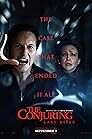 THE
CASE
THAT
ENDED
IT ALL
THE
CONJURING
LAST RITES
SEPTEMBER 5